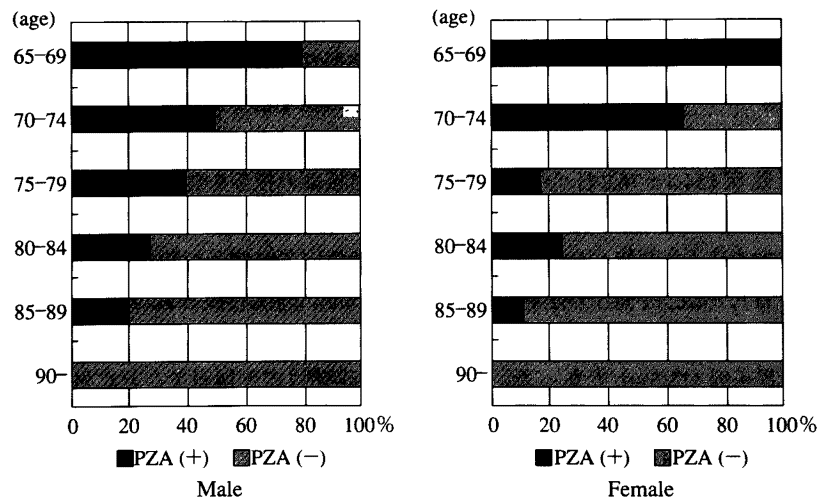 (age)
65-69
70-74
75-79
80-84
85-89
90-
0 20 40 60 80 100%
■PZA (+) ▨PZA (-)
Male
(age)
65-69
70-74
75-79
80-84
85-89
90-
0 20 40 60 80 100%
■PZA (+) ▨PZA (-)
Female